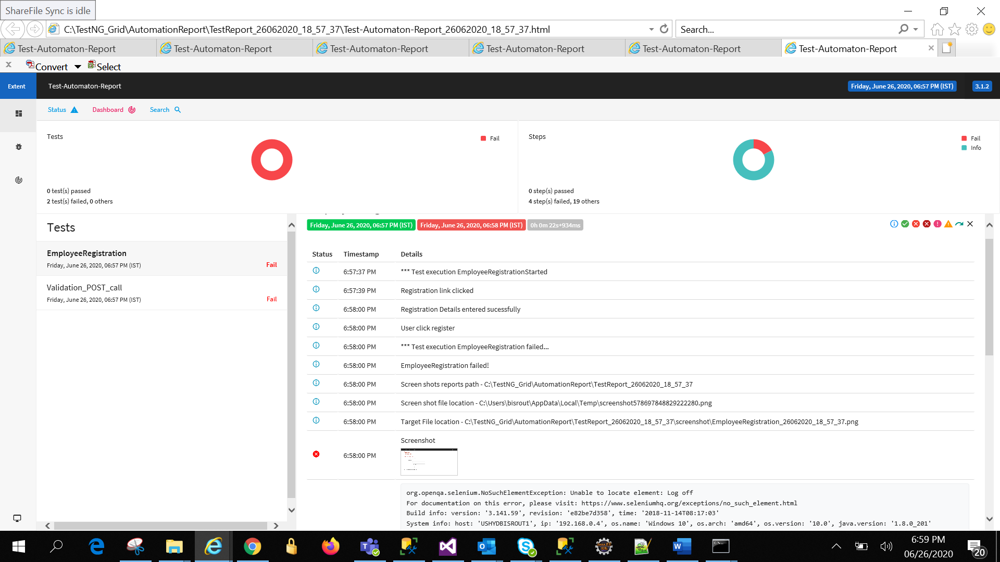 ShareFile Sync is idle
C:\TestNG_Grid\AutomationReport\TestReport_26062020_18_57_37\Test-Automaton-Report_26062020_18_57_37.html
Search...
Test-Automaton-Report
Test-Automaton-Report
Test-Automaton-Report
Test-Automaton-Report
Test-Automaton-Report
Test-Automaton-Report
Convert
Select
Extent
Test-Automaton-Report
Friday, June 26, 2020, 06:57 PM (IST)
3.1.2
Status
Dashboard
Search
Tests
Fail
0 test(s) passed
2 test(s) failed, 0 others
Steps
Fail
Info
0 step(s) passed
4 step(s) failed, 19 others
Tests
EmployeeRegistration
Friday, June 26, 2020, 06:57 PM (IST)
Fail
Validation_POST_call
Friday, June 26, 2020, 06:57 PM (IST)
Fail
Friday, June 26, 2020, 06:57 PM (IST)
Friday, June 26, 2020, 06:58 PM (IST)
0h 0m 22s+934ms
Status Timestamp Details
6:57:37 PM *** Test execution EmployeeRegistrationStarted
6:57:39 PM Registration link clicked
6:58:00 PM Registration Details entered sucessfully
6:58:00 PM User click register
6:58:00 PM *** Test execution EmployeeRegistration failed...
6:58:00 PM EmployeeRegistration failed!
6:58:00 PM Screen shots reports path - C:\TestNG_Grid\AutomationReport\TestReport_26062020_18_57_37
6:58:00 PM Screen shot file location - C:\Users\bisrout\AppData\Local\Temp\screenshot578697848829222280.png
6:58:00 PM Target File location - C:\TestNG_Grid\AutomationReport\TestReport_26062020_18_57_37\screenshot\EmployeeRegistration_26062020_18_57_37.png
Screenshot
6:58:00 PM
org.openqa.selenium.NoSuchElementException: Unable to locate element: Log off
For documentation on this error, please visit: https://www.seleniumhq.org/exceptions/no_such_element.html
Build info: version: '3.141.59', revision: 'e82be7d358', time: '2018-11-14T08:17:03'
System info: host: 'USHYDBISROUT1', ip: '192.168.0.4', os.name: 'Windows 10', os.arch: 'amd64', os.version: '10.0', java.version: '1.8.0_201'
6:59 PM
06/26/2020
20